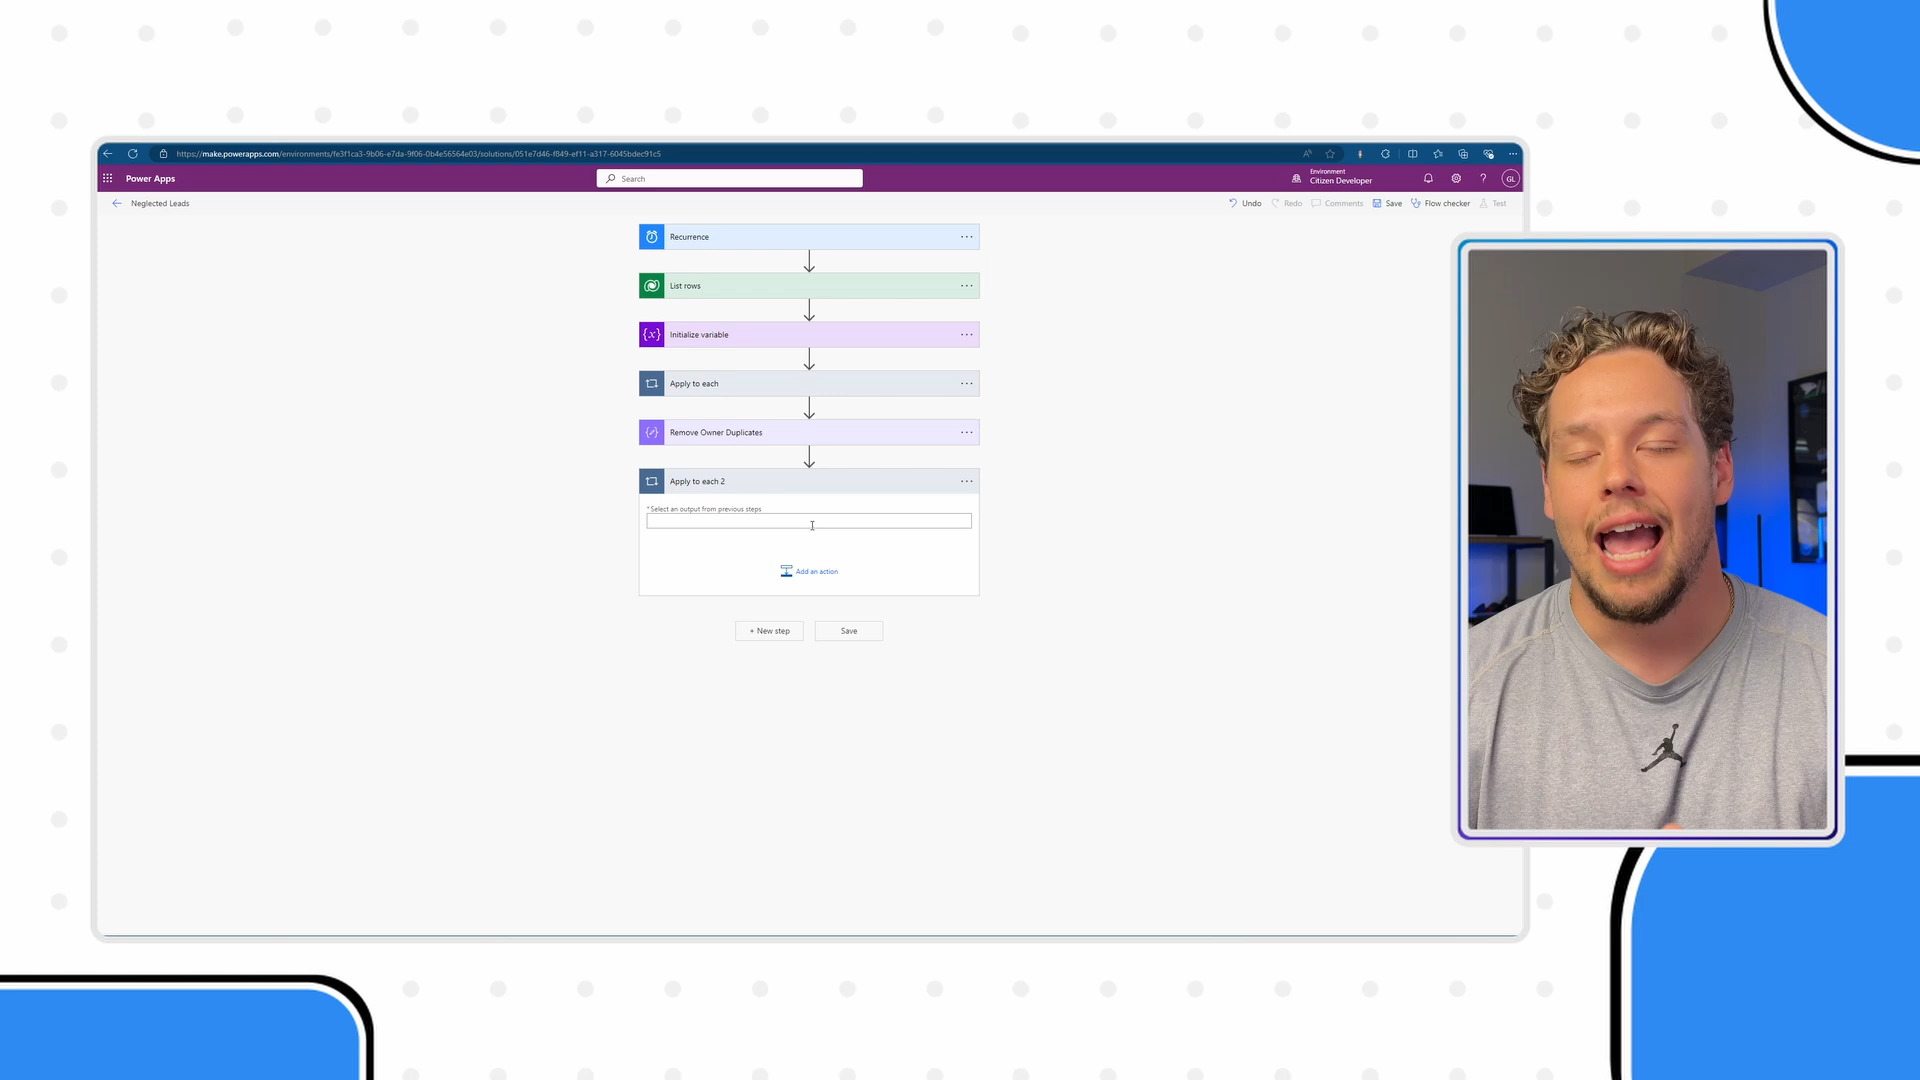 https://make.powerapps.com/environments/fe3f1ca3-9b06-e7da-9f06-0b4e56564e03/solutions/051e7d46-f849-ef11-a317-6045bdec91c5
Power Apps
Search
Environment
Citizen Developer
GL
Neglected Leads
Undo
Redo
Comments
Save
Flow checker
Test
Recurrence
List rows
Initialize variable
Apply to each
Remove Owner Duplicates
Apply to each 2
*Select an output from previous steps
Add an action
+ New step
Save